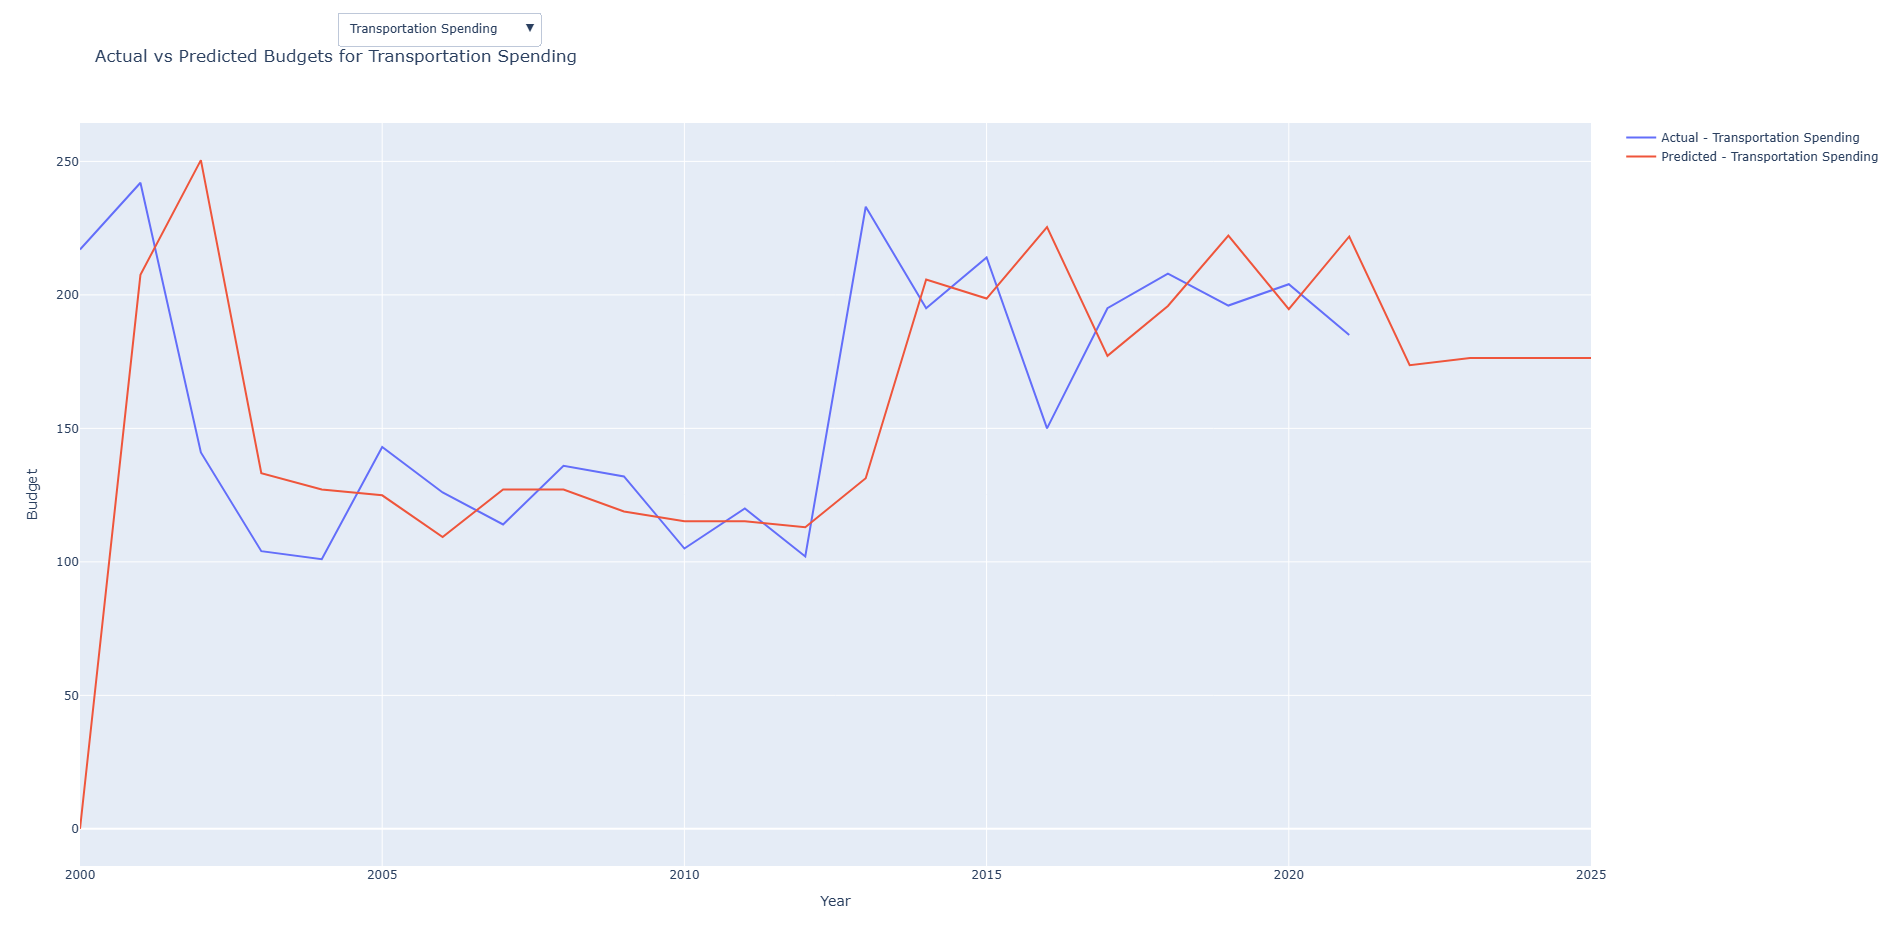 Transportation Spending ▼
Actual vs Predicted Budgets for Transportation Spending
Actual - Transportation Spending
Predicted - Transportation Spending
250
200
150
100
50
0
Budget
2000 2005 2010 2015 2020 2025
Year